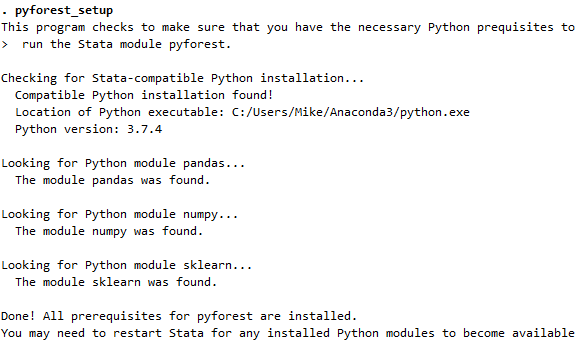 . pyforest_setup
This program checks to make sure that you have the necessary Python prequisites to
>  run the Stata module pyforest.
Checking for Stata-compatible Python installation...
Compatible Python installation found!
Location of Python executable: C:/Users/Mike/Anaconda3/python.exe
Python version: 3.7.4
Looking for Python module pandas...
The module pandas was found.
Looking for Python module numpy...
The module numpy was found.
Looking for Python module sklearn...
The module sklearn was found.
Done! All prerequisites for pyforest are installed.
You may need to restart Stata for any installed Python modules to become available